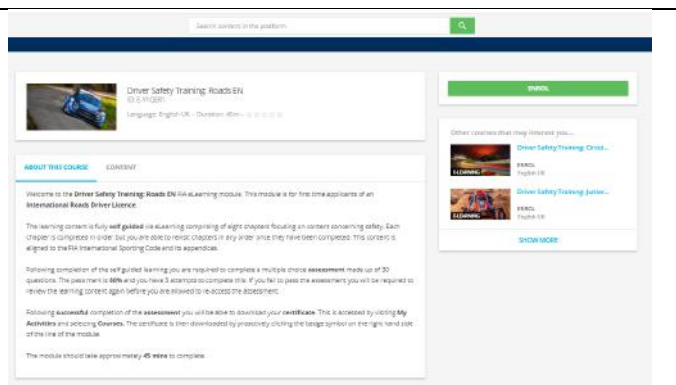 Search content in the platform
Driver Safety Training: Roads EN
Language: English UK - Duration: 45m -
ENROL
Other courses that may interest you...
Driver Safety Training: Circui...
ENROL
English UK
E-LEARNING
Driver Safety Training: Junior...
ENROL
English UK
E-LEARNING
SHOW MORE
ABOUT THIS COURSE
CONTENT
Welcome to the Driver Safety Training: Roads EN FIA eLearning module. This module is for first time applicants of an
International Roads Driver Licence.
The learning content is fully self guided via eLearning comprising of eight chapters focusing on content concerning safety. Each
chapter is completed in order but you are able to revisit chapters in any order once they have been completed. This content is
aligned to the FIA International Sporting Code and its appendices.
Following completion of the self guided learning you are required to complete a multiple choice assessment made up of 30
questions. The pass mark is and you have attempts to complete this. If you fail to pass the assessment you will be required to
review the learning content again before you are allowed to re-access the assessment.
Following successful completion of the assessment you will be able to download your certificate. This is accessed by visiting My
Activities and selecting Courses. The certificate is then downloaded by proactively clicking the badge symbol on the right hand side
of the line of the module.
The module should take approximately 45 mins to complete.